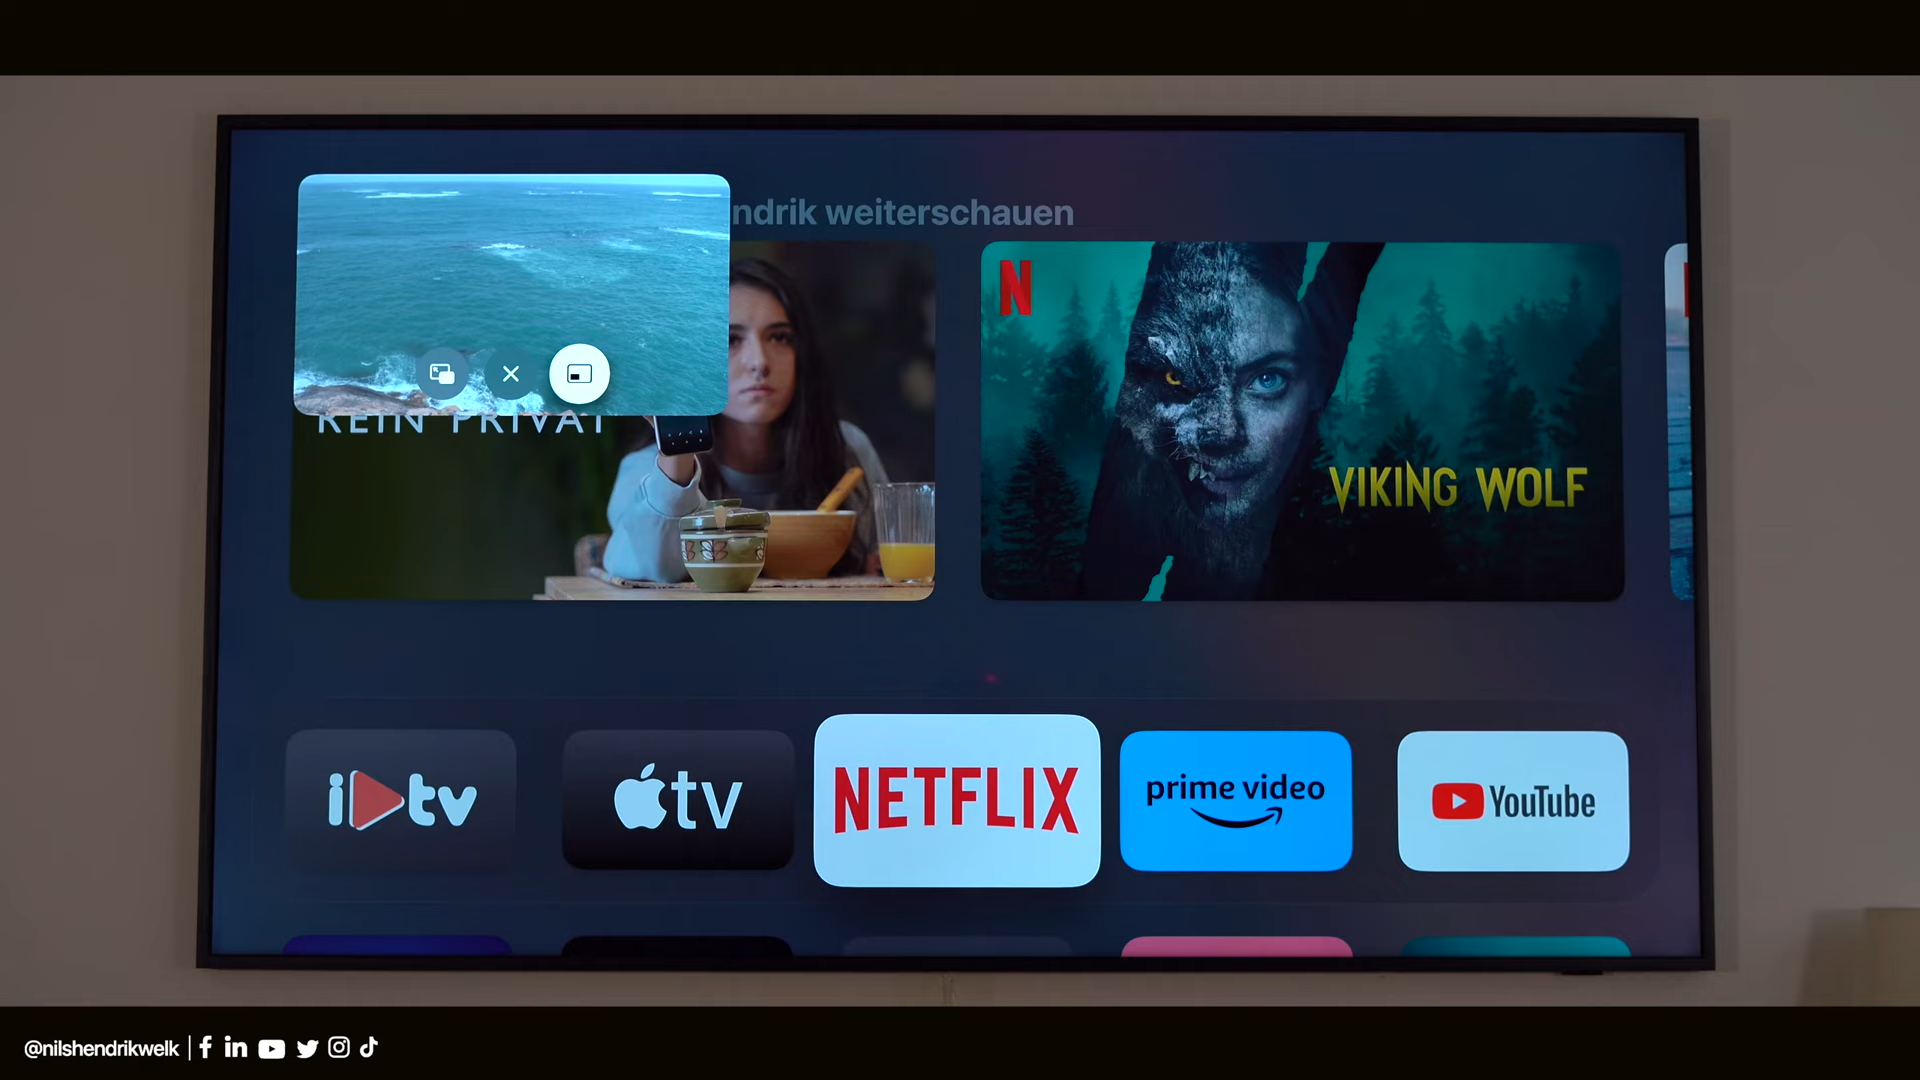 ndrik weiterschauen
KEIN PRIVAT
N
VIKING WOLF
tv
tv
NETFLIX
prime video
YouTube
@nilshendrikwelk